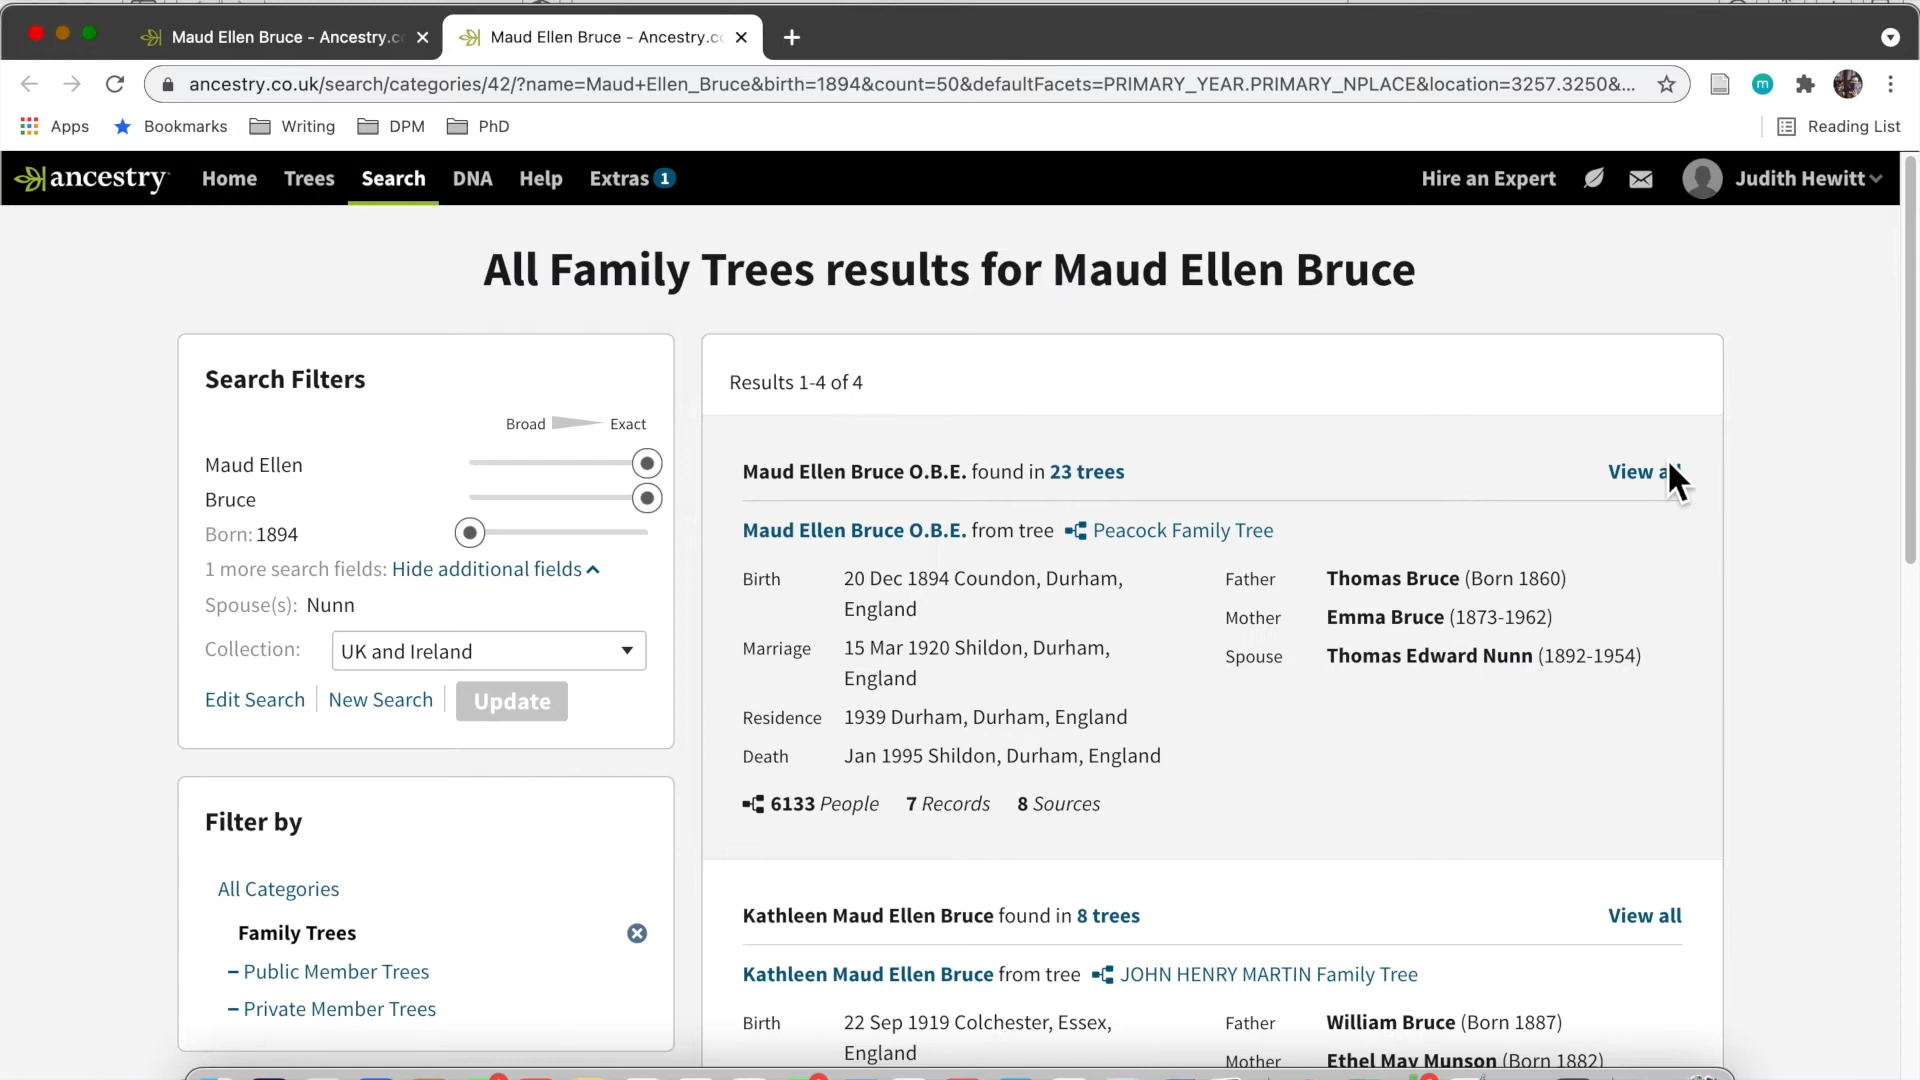 Maud Ellen Bruce - Ancestry.c
Maud Ellen Bruce - Ancestry.c
ancestry.co.uk/search/categories/42/?name=Maud+Ellen_Bruce&birth=1894&count=50&defaultFacets=PRIMARY_YEAR.PRIMARY_NPLACE&location=3257.3250&...
m
Apps Bookmarks Writing DPM PhD Reading List
ancestry Home Trees Search DNA Help Extras 1 Hire an Expert Judith Hewitt
All Family Trees results for Maud Ellen Bruce
Search Filters
Broad Exact
Maud Ellen
Bruce
Born: 1894
1 more search fields: Hide additional fields
Spouse(s): Nunn
Collection: UK and Ireland
Edit Search New Search Update
Filter by
All Categories
Family Trees
Public Member Trees
Private Member Trees
Results 1-4 of 4
Maud Ellen Bruce O.B.E. found in 23 trees View all
Maud Ellen Bruce O.B.E. from tree Peacock Family Tree
Birth 20 Dec 1894 Coundon, Durham,
England
Marriage 15 Mar 1920 Shildon, Durham,
England
Residence 1939 Durham, Durham, England
Death Jan 1995 Shildon, Durham, England
Father Thomas Bruce (Born 1860)
Mother Emma Bruce (1873-1962)
Spouse Thomas Edward Nunn (1892-1954)
6133 People 7 Records 8 Sources
Kathleen Maud Ellen Bruce found in 8 trees View all
Kathleen Maud Ellen Bruce from tree JOHN HENRY MARTIN Family Tree
Birth 22 Sep 1919 Colchester, Essex,
England
Father William Bruce (Born 1887)
Mother Ethel May Munson (Born 1882)